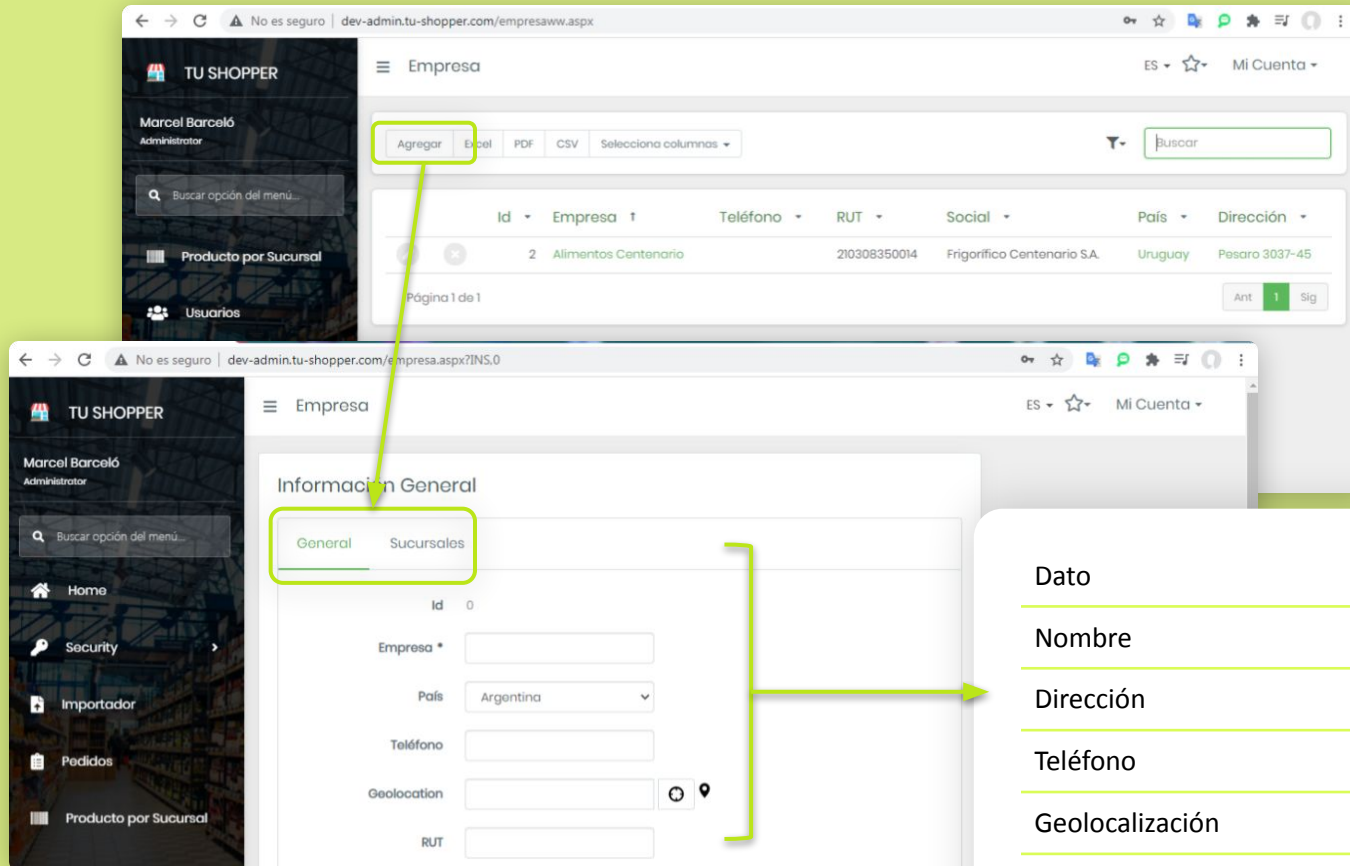 No es seguro | dev-admin.tu-shopper.com/empresaww.aspx
TU SHOPPER
Empresa
ES
Mi Cuenta
Marcel Barceló
Administrator
Agregar Excel PDF CSV Selecciona columnas
Buscar
Buscar opción del menú...
Id Empresa Teléfono RUT Social País Dirección
2 Alimentos Centenario 210308350014 Frigorífico Centenario S.A. Uruguay Pesaro 3037-45
Producto por Sucursal
Página 1 de 1
Ant 1 Sig
Usuarios
No es seguro | dev-admin.tu-shopper.com/empresa.aspx?INS.0
TU SHOPPER
Empresa
ES
Mi Cuenta
Marcel Barceló
Administrator
Información General
Buscar opción del menú...
General Sucursales
Home
Id 0
Security
Empresa *
Importador
País Argentina
Teléfono
Pedidos
Geolocation
Producto por Sucursal
RUT
Dato
Nombre
Dirección
Teléfono
Geolocalización